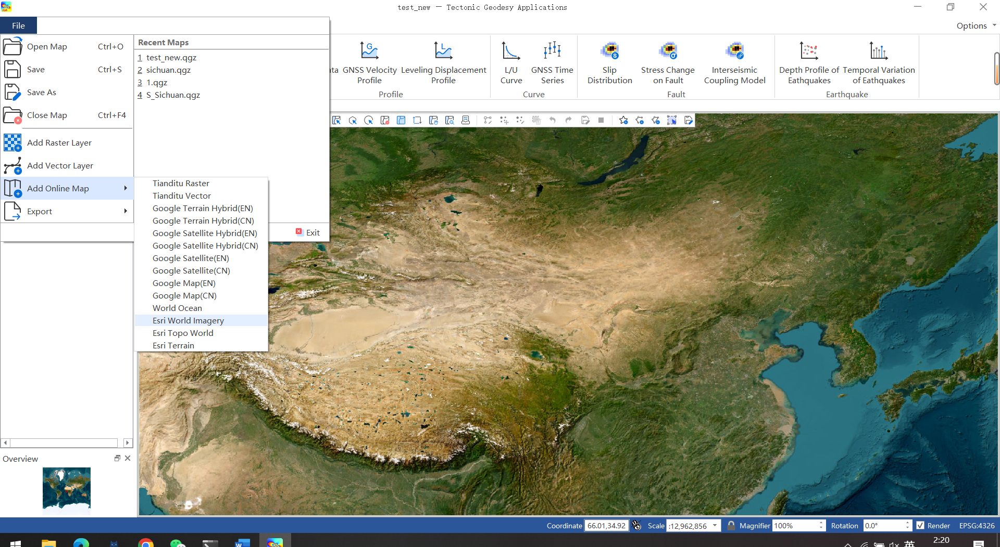 test_new — Tectonic Geodesy Applications
File
Options
Open Map Ctrl+O
Save Ctrl+S
Save As
Close Map Ctrl+F4
Add Raster Layer
Add Vector Layer
Add Online Map
Export
Recent Maps
1 test_new.qgz
2 sichuan.qgz
3 1.qgz
4 S_Sichuan.qgz
Exit
Tianditu Raster
Tianditu Vector
Google Terrain Hybrid(EN)
Google Terrain Hybrid(CN)
Google Satellite Hybrid(EN)
Google Satellite Hybrid(CN)
Google Satellite(EN)
Google Satellite(CN)
Google Map(EN)
Google Map(CN)
World Ocean
Esri World Imagery
Esri Topo World
Esri Terrain
ata
GNSS Velocity
Profile
Leveling Displacement
Profile
Profile
L/U
Curve
GNSS Time
Series
Curve
Slip
Distribution
Stress Change
on Fault
Interseismic
Coupling Model
Fault
Depth Profile of
Eathquakes
Temporal Variation
of Eathquakes
Earthquake
Overview
Coordinate 66.01,34.92 Scale :12,962,856 Magnifier 100% Rotation 0.0° Render EPSG:4326
英 2:20